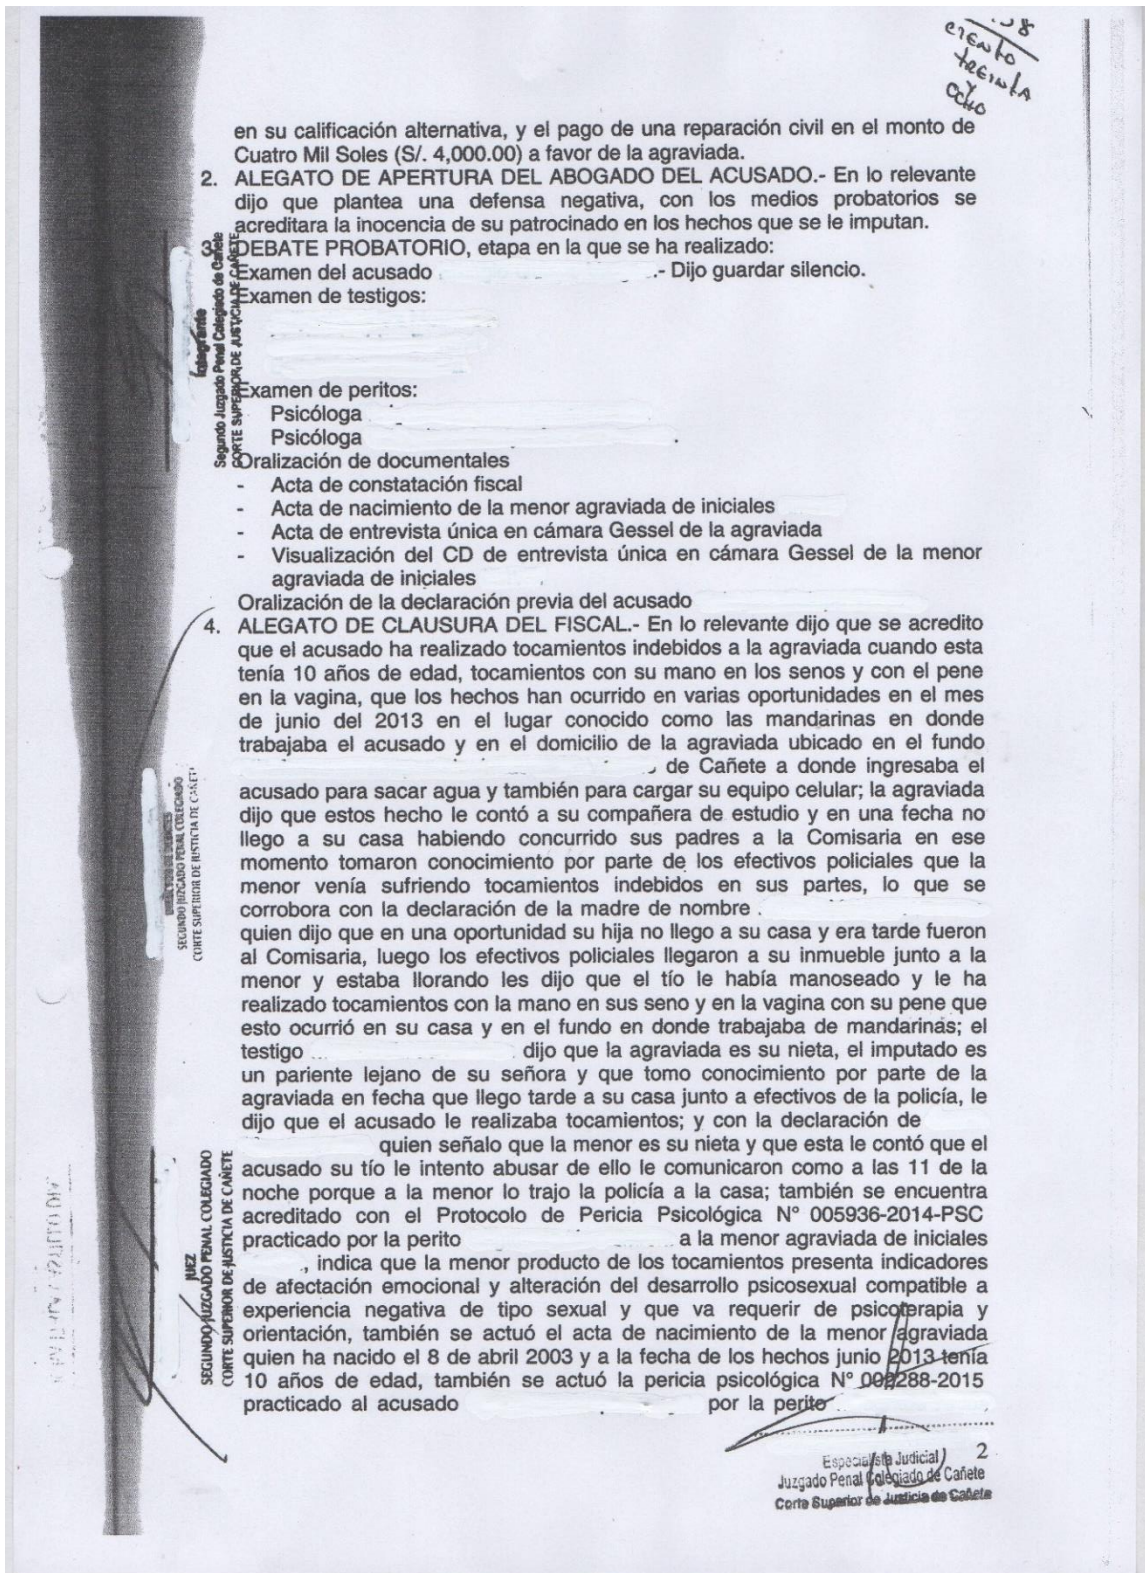 CIENTO
TREINTA
Y
OCHO
en su calificación alternativa, y el pago de una reparación civil en el monto de
Cuatro Mil Soles (S/. 4,000.00) a favor de la agraviada.
2. ALEGATO DE APERTURA DEL ABOGADO DEL ACUSADO.- En lo relevante
dijo que plantea una defensa negativa, con los medios probatorios se
acreditara la inocencia de su patrocinado en los hechos que se le imputan.
3. DEBATE PROBATORIO, etapa en la que se ha realizado:
Examen del acusado .- Dijo guardar silencio.
Examen de testigos:
Examen de peritos:
Psicóloga
Psicóloga
Oralización de documentales
- Acta de constatación fiscal
- Acta de nacimiento de la menor agraviada de iniciales
- Acta de entrevista única en cámara Gessel de la agraviada
- Visualización del CD de entrevista única en cámara Gessel de la menor
agraviada de iniciales
Oralización de la declaración previa del acusado
4. ALEGATO DE CLAUSURA DEL FISCAL.- En lo relevante dijo que se acredito
que el acusado ha realizado tocamientos indebidos a la agraviada cuando esta
tenía 10 años de edad, tocamientos con su mano en los senos y con el pene
en la vagina, que los hechos han ocurrido en varias oportunidades en el mes
de junio del 2013 en el lugar conocido como las mandarinas en donde
trabajaba el acusado y en el domicilio de la agraviada ubicado en el fundo
de Cañete a donde ingresaba el
acusado para sacar agua y también para cargar su equipo celular; la agraviada
dijo que estos hecho le contó a su compañera de estudio y en una fecha no
llego a su casa habiendo concurrido sus padres a la Comisaria en ese
momento tomaron conocimiento por parte de los efectivos policiales que la
menor venía sufriendo tocamientos indebidos en sus partes, lo que se
corrobora con la declaración de la madre de nombre
quien dijo que en una oportunidad su hija no llego a su casa y era tarde fueron
al Comisaria, luego los efectivos policiales llegaron a su inmueble junto a la
menor y estaba llorando les dijo que el tío le había manoseado y le ha
realizado tocamientos con la mano en sus seno y en la vagina con su pene que
esto ocurrió en su casa y en el fundo en donde trabajaba de mandarinas; el
testigo dijo que la agraviada es su nieta, el imputado es
un pariente lejano de su señora y que tomo conocimiento por parte de la
agraviada en fecha que llego tarde a su casa junto a efectivos de la policía, le
dijo que el acusado le realizaba tocamientos; y con la declaración de
quien señalo que la menor es su nieta y que esta le contó que el
acusado su tío le intento abusar de ello le comunicaron como a las 11 de la
noche porque a la menor lo trajo la policía a la casa; también se encuentra
acreditado con el Protocolo de Pericia Psicológica N° 005936-2014-PSC
practicado por la perito a la menor agraviada de iniciales
, indica que la menor producto de los tocamientos presenta indicadores
de afectación emocional y alteración del desarrollo psicosexual compatible a
experiencia negativa de tipo sexual y que va requerir de psicoterapia y
orientación, también se actuó el acta de nacimiento de la menor agraviada
quien ha nacido el 8 de abril 2003 y a la fecha de los hechos junio 2013 tenía
10 años de edad, también se actuó la pericia psicológica N° 288-2015
practicado al acusado por la perito
2
Especialista Judicial
Juzgado Penal Colegiado de Cañete
Corte Superior de Justicia de Cañete
Integrante
Segundo Juzgado Penal Colegiado de Cañete
CORTE SUPERIOR DE JUSTICIA DE CAÑETE
SEGUNDO JUZGADO PENAL COLEGIADO
CORTE SUPERIOR DE JUSTICIA DE CAÑETE
JUEZ
SEGUNDO JUZGADO PENAL COLEGIADO
CORTE SUPERIOR DE JUSTICIA DE CAÑETE